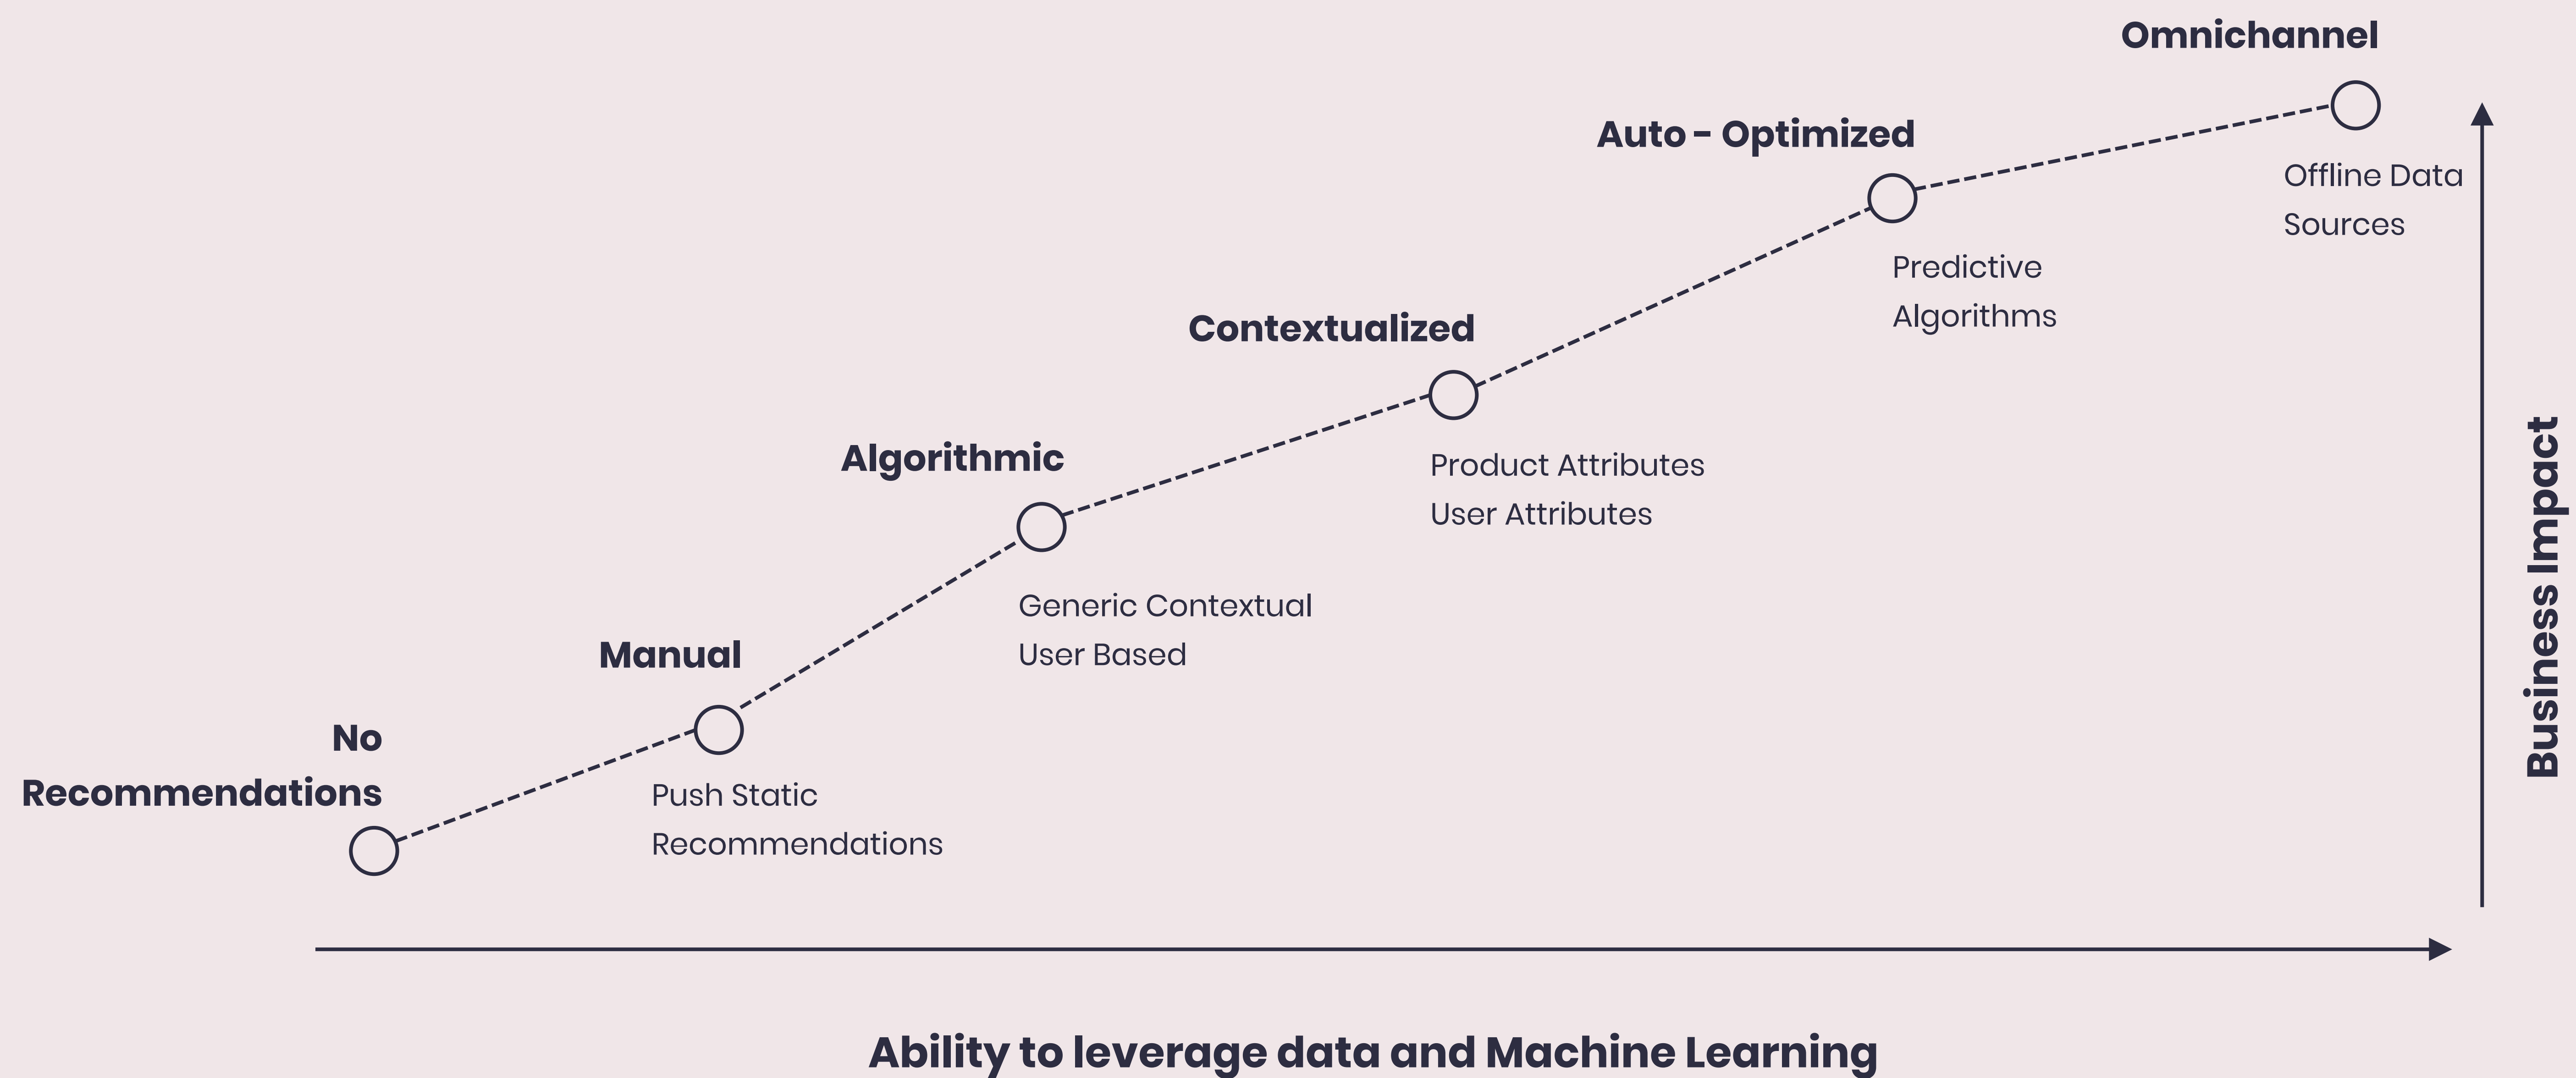 Omnichannel
Offline Data
Sources
Auto - Optimized
Predictive
Algorithms
Contextualized
Product Attributes
User Attributes
Algorithmic
Generic Contextual
User Based
Manual
Push Static
Recommendations
No
Recommendations
Business Impact
Ability to leverage data and Machine Learning